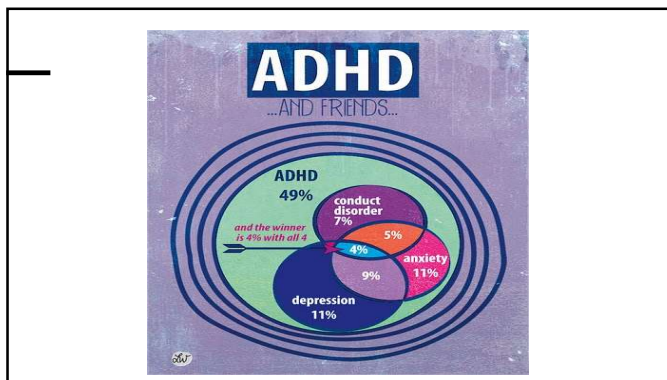 ADHD
...AND FRIENDS...
ADHD
49%
conduct
disorder
7%
and the winner
is 4% with all 4
5%
4%
anxiety
11%
9%
depression
11%
LW